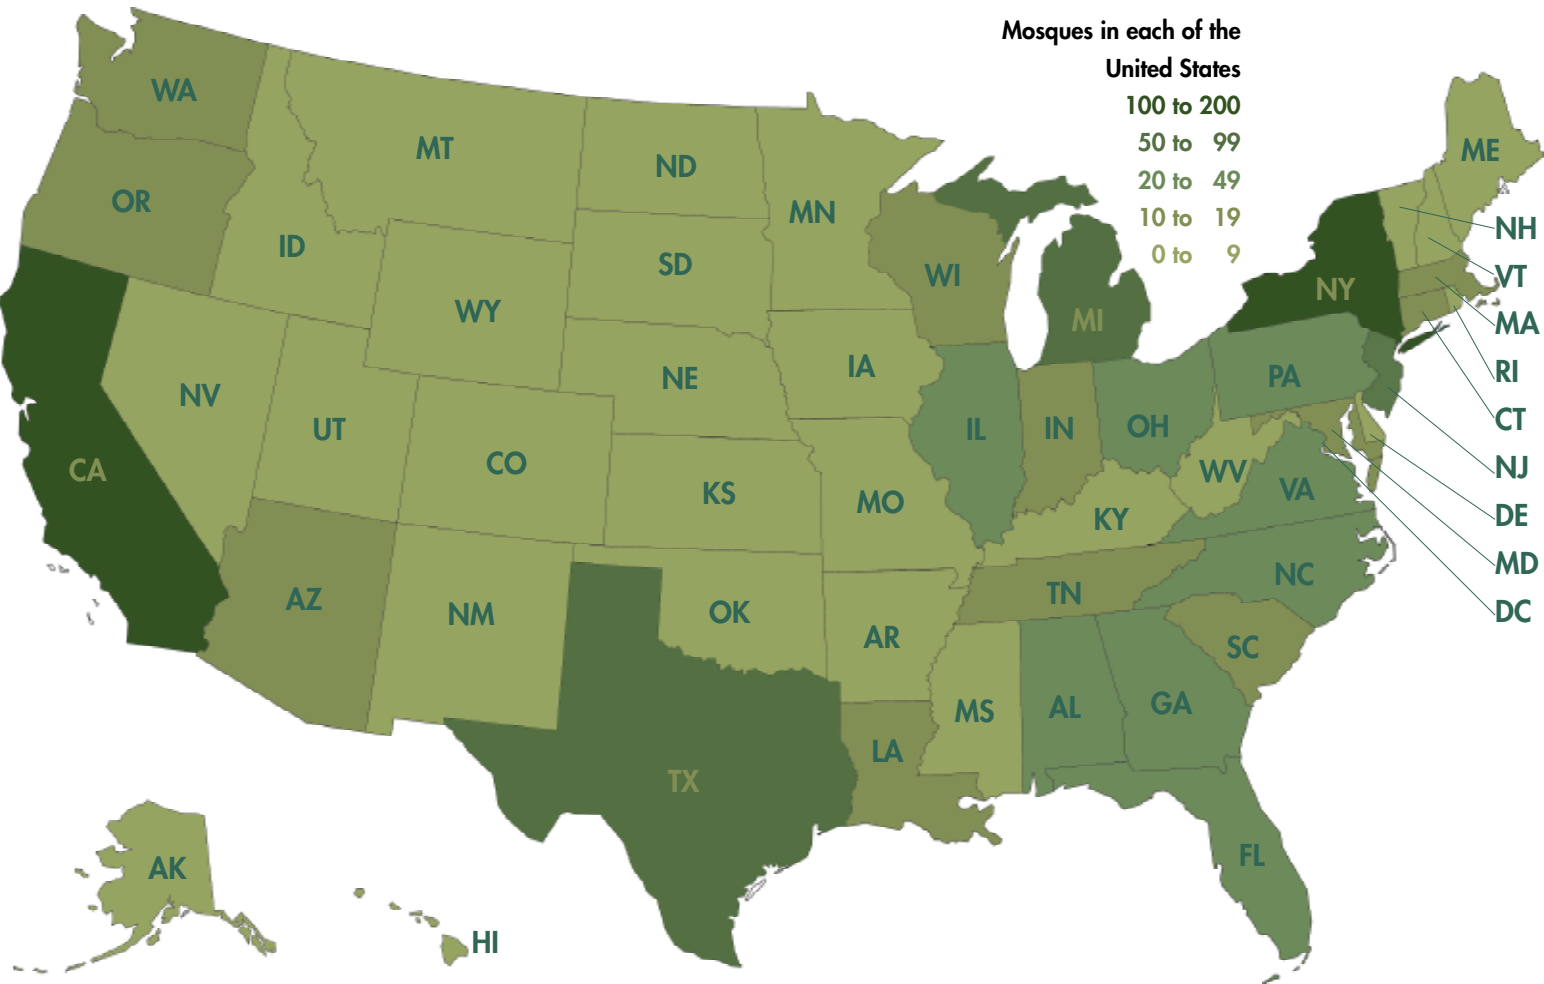 Mosques in each of the
United States
100 to 200
50 to 99
20 to 49
10 to 19
0 to 9
WA
MT
ND
ME
OR
MN
NH
ID
SD
WI
VT
NY
WY
MI
MA
IA
RI
NV
NE
PA
UT
IL
IN
OH
CT
CA
CO
WV
NJ
KS
MO
KY
VA
DE
AZ
NM
OK
TN
NC
MD
AR
SC
DC
MS
AL
GA
LA
TX
AK
FL
HI